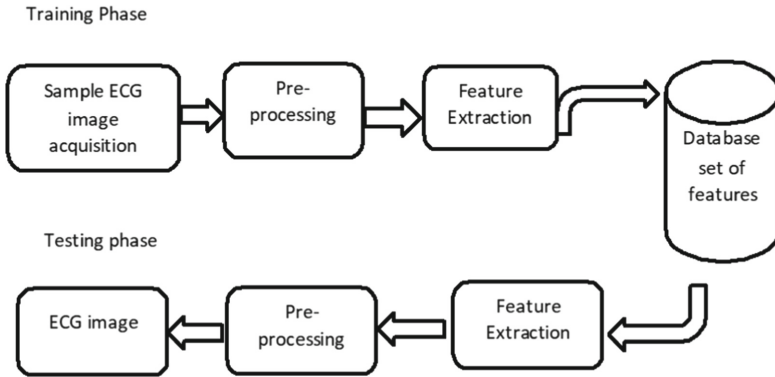 Training Phase
Sample ECG
image
acquisition
Pre-
processing
Feature
Extraction
Database
set of
features
Testing phase
ECG image
Pre-
processing
Feature
Extraction